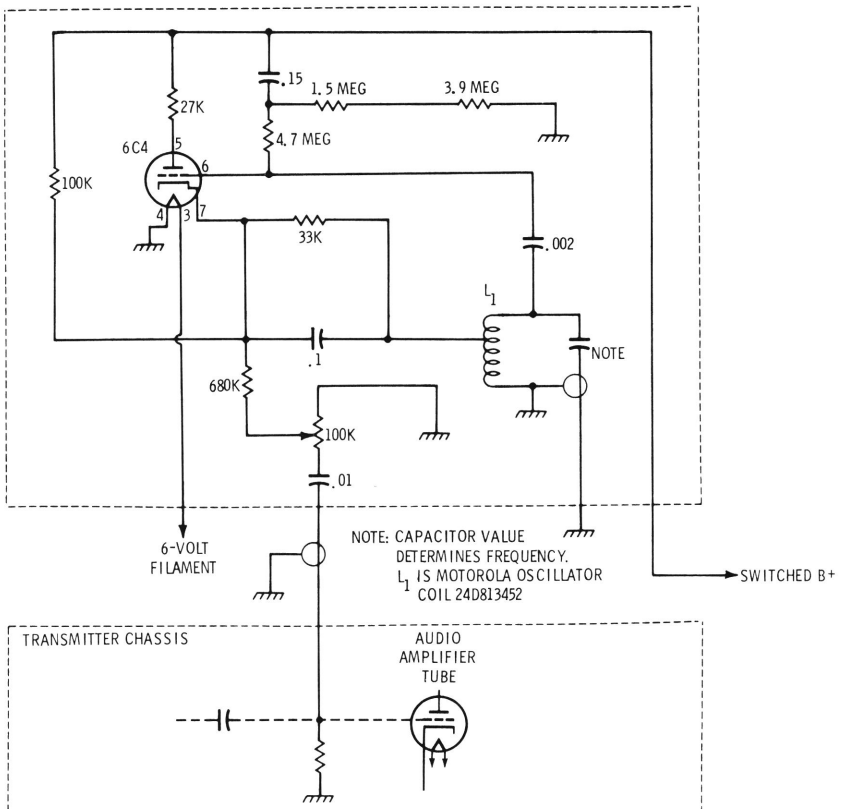 .15
1.5 MEG
3.9 MEG
27K
4.7 MEG
5
6C4
6
100K
4
3
7
33K
.002
L1
.1
NOTE
680K
100K
.01
6-VOLT
FILAMENT
NOTE: CAPACITOR VALUE
DETERMINES FREQUENCY.
L1 IS MOTOROLA OSCILLATOR
COIL 24D813452
SWITCHED B+
TRANSMITTER CHASSIS
AUDIO
AMPLIFIER
TUBE